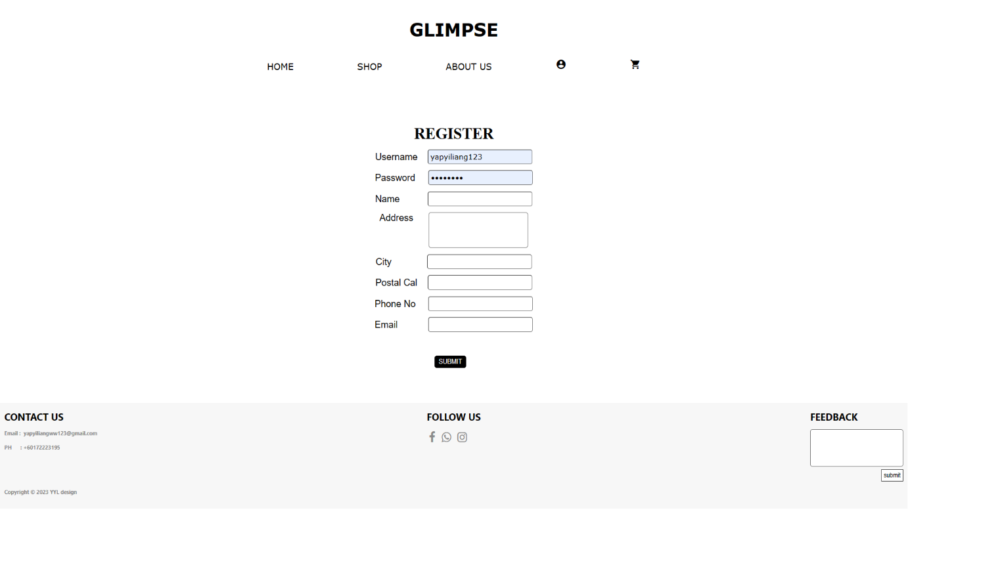 GLIMPSE
HOME SHOP ABOUT US
REGISTER
Username yapyiliang123
Password ••••••••
Name
Address
City
Postal Cal
Phone No
Email
SUBMIT
CONTACT US FOLLOW US FEEDBACK
Email : yapyiliangww123@gmail.com
PH : +60172223195
submit
Copyright © 2023 YYL design